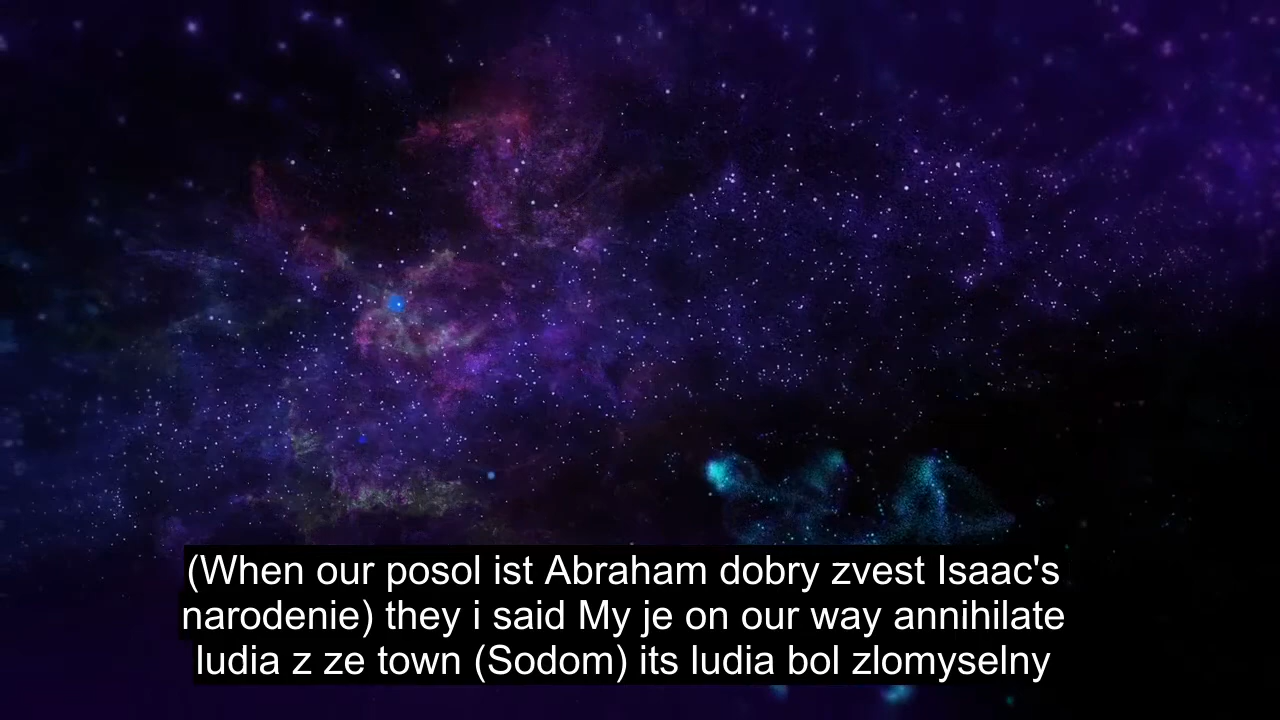 (When our posol ist Abraham dobry zvest Isaac's
narodenie) they i said My je on our way annihilate
ludia z ze town (Sodom) its ludia bol zlomyselny